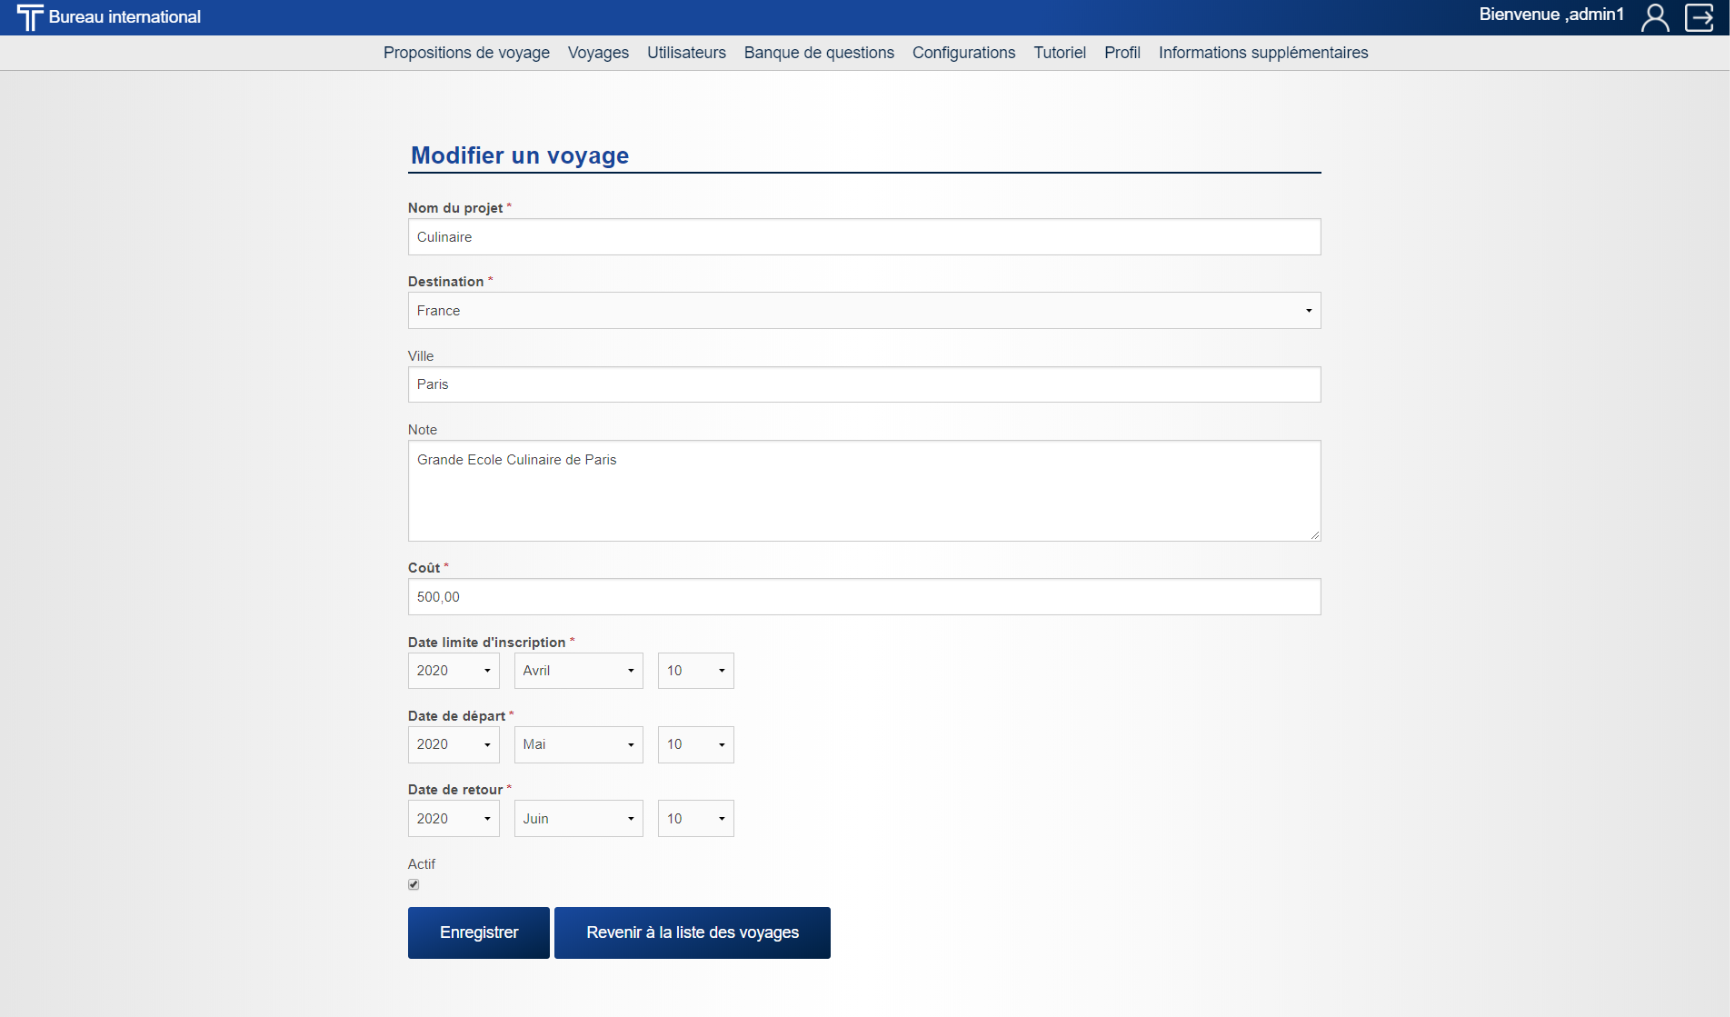 Bureau international
Bienvenue ,admin1
Propositions de voyage Voyages Utilisateurs Banque de questions Configurations Tutoriel Profil Informations supplémentaires
Modifier un voyage
Nom du projet *
Culinaire
Destination *
France
Ville
Paris
Note
Grande Ecole Culinaire de Paris
Coût *
500,00
Date limite d'inscription *
2020 Avril 10
Date de départ *
2020 Mai 10
Date de retour *
2020 Juin 10
Actif
Enregistrer Revenir à la liste des voyages